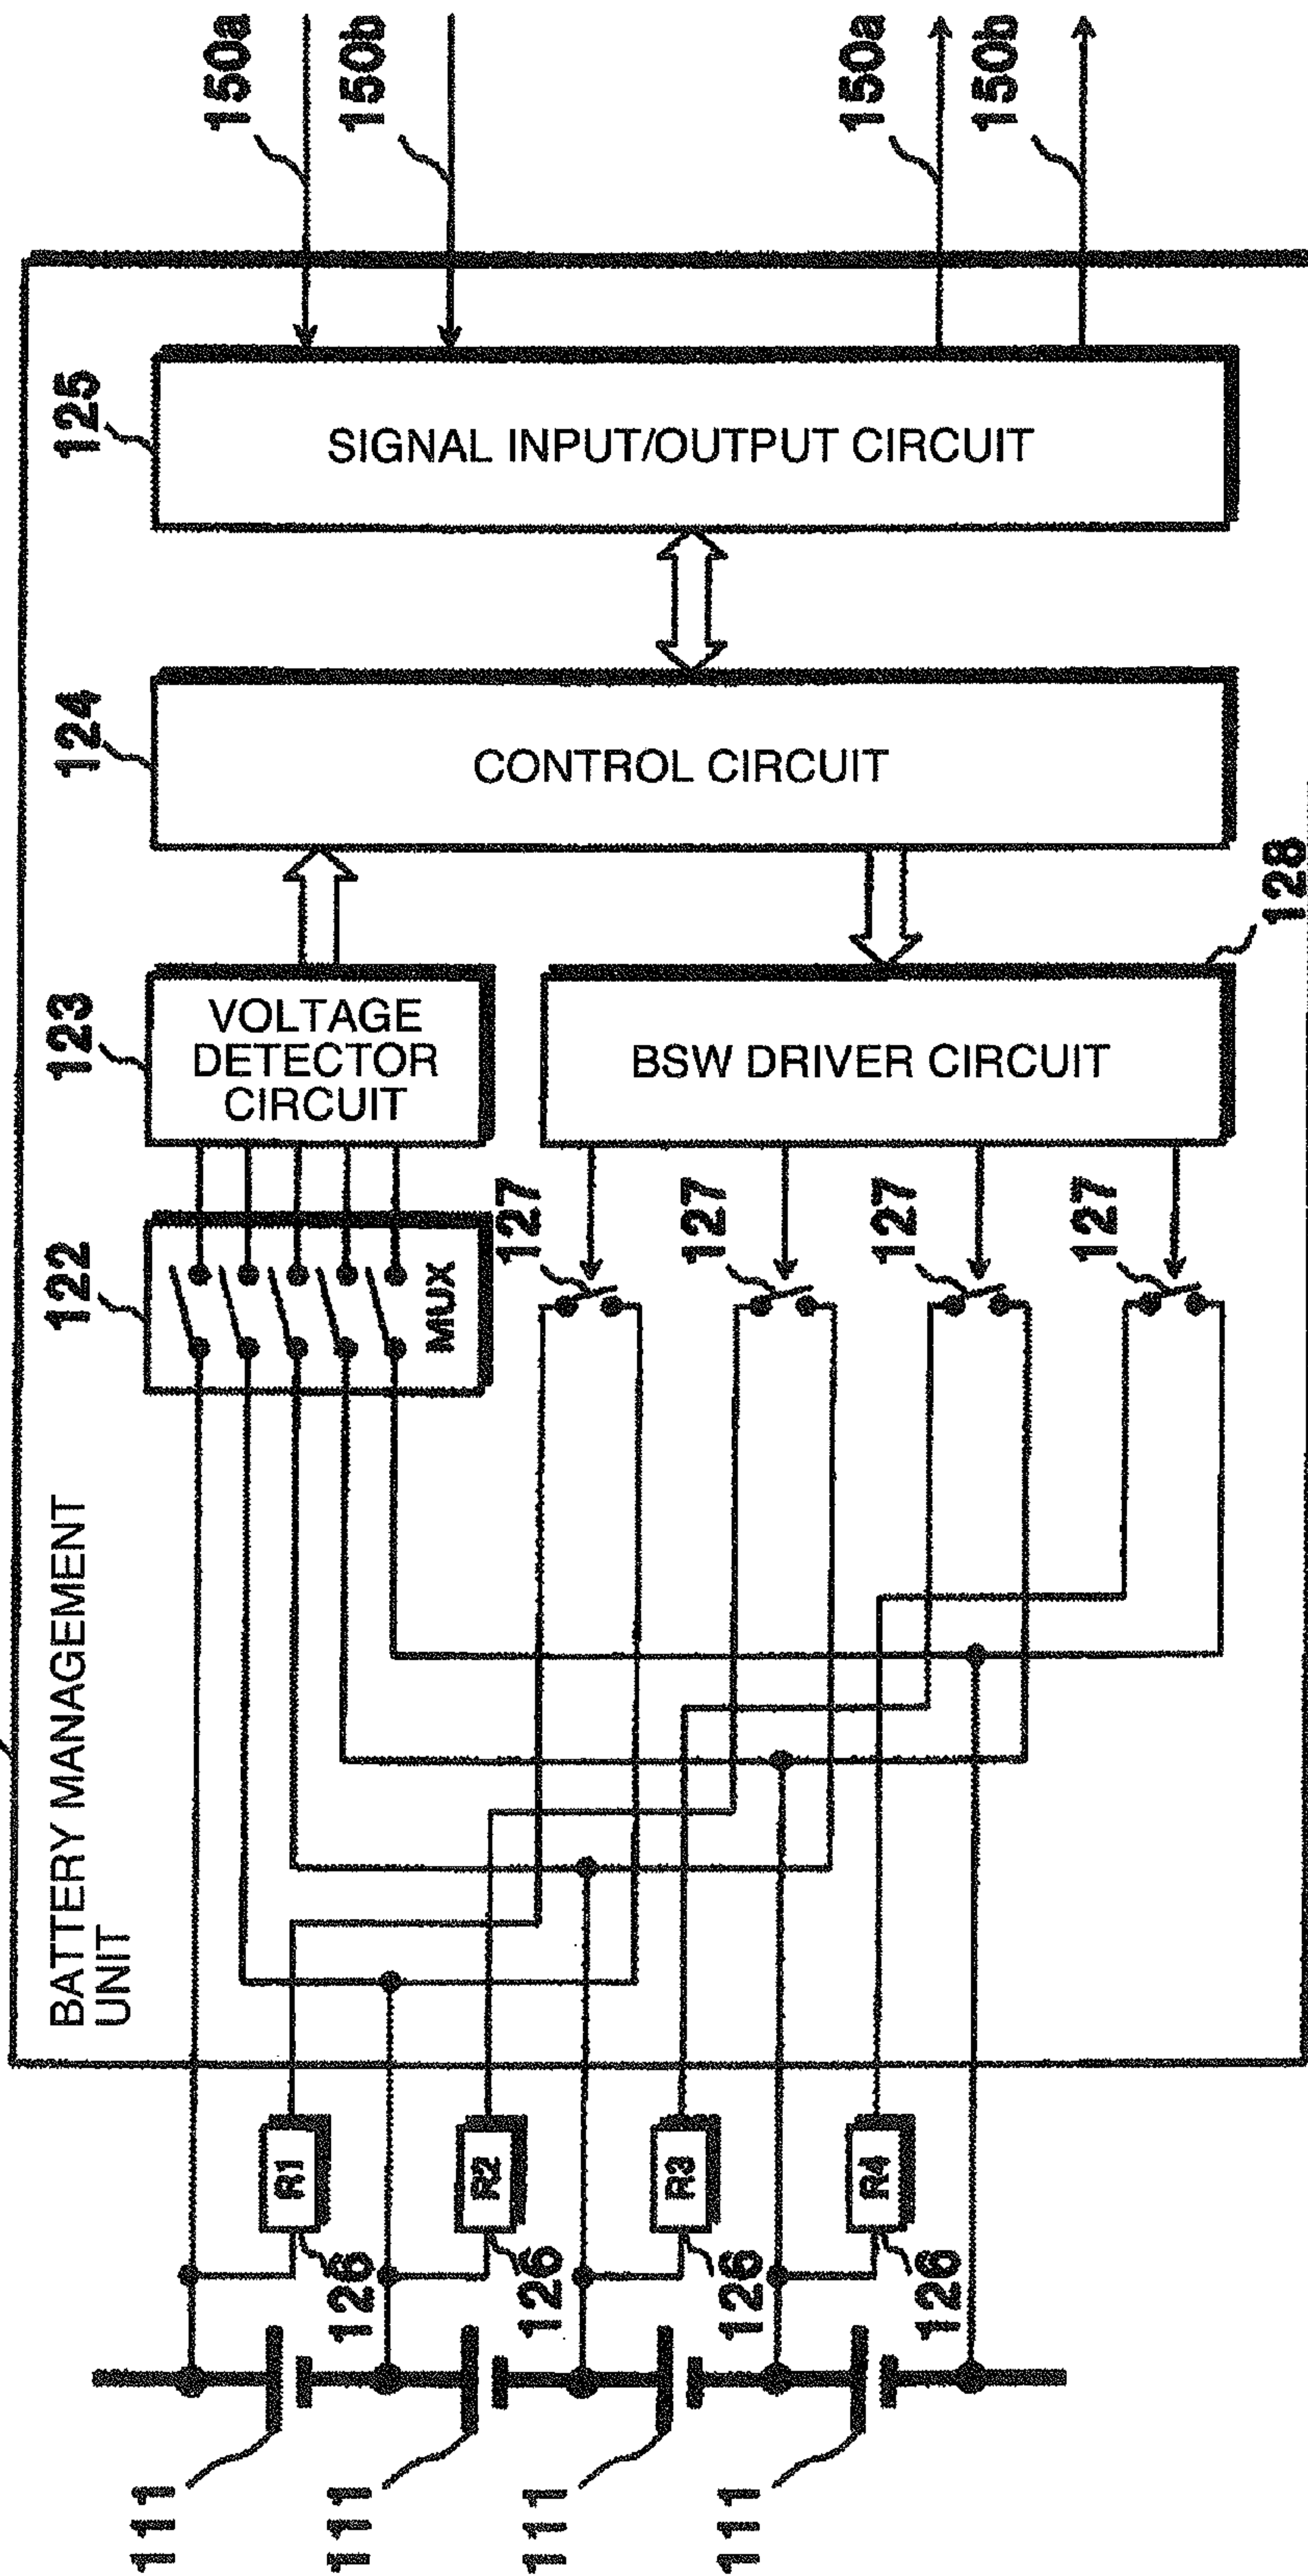 BATTERY MANAGEMENT
UNIT
122
MUX
123
VOLTAGE
DETECTOR
CIRCUIT
124
CONTROL CIRCUIT
125
SIGNAL INPUT/OUTPUT CIRCUIT
150a
150b
150a
150b
127
127
127
127
BSW DRIVER CIRCUIT
128
111
111
111
111
R1
126
R2
126
R3
126
R4
126